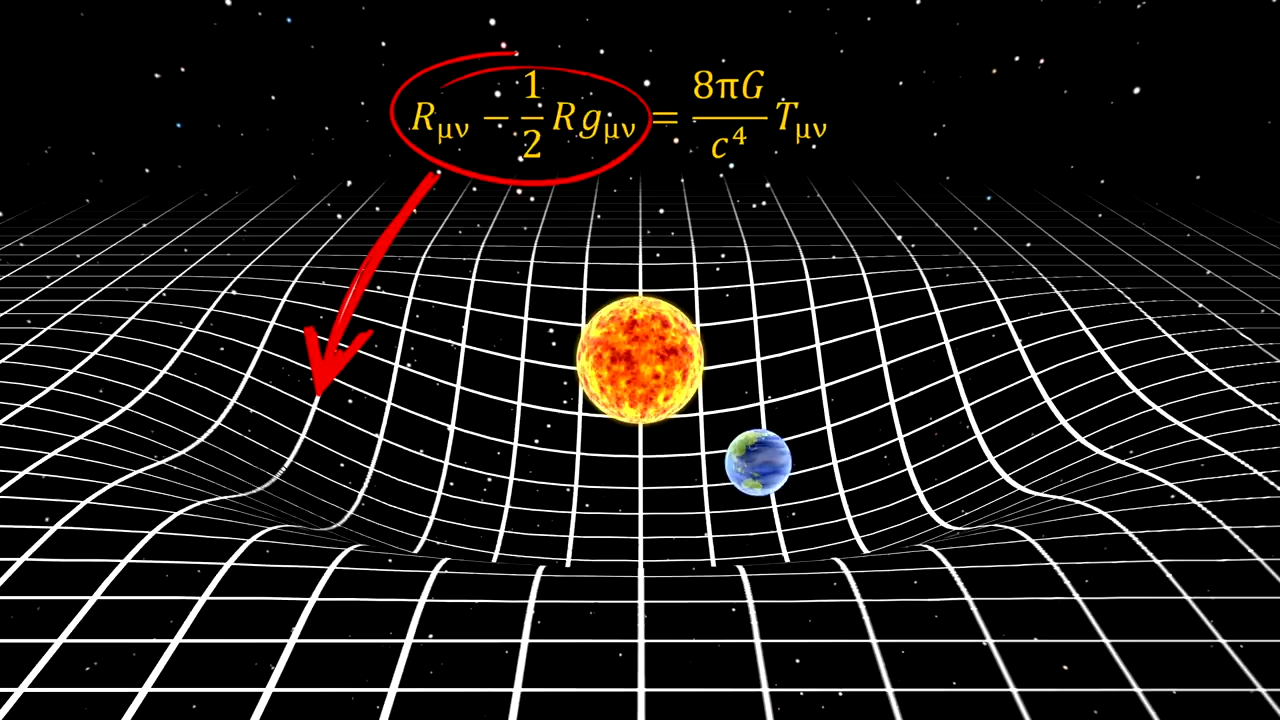 R_μν − 1/2 R g_μν = 8πG/c⁴ T_μν